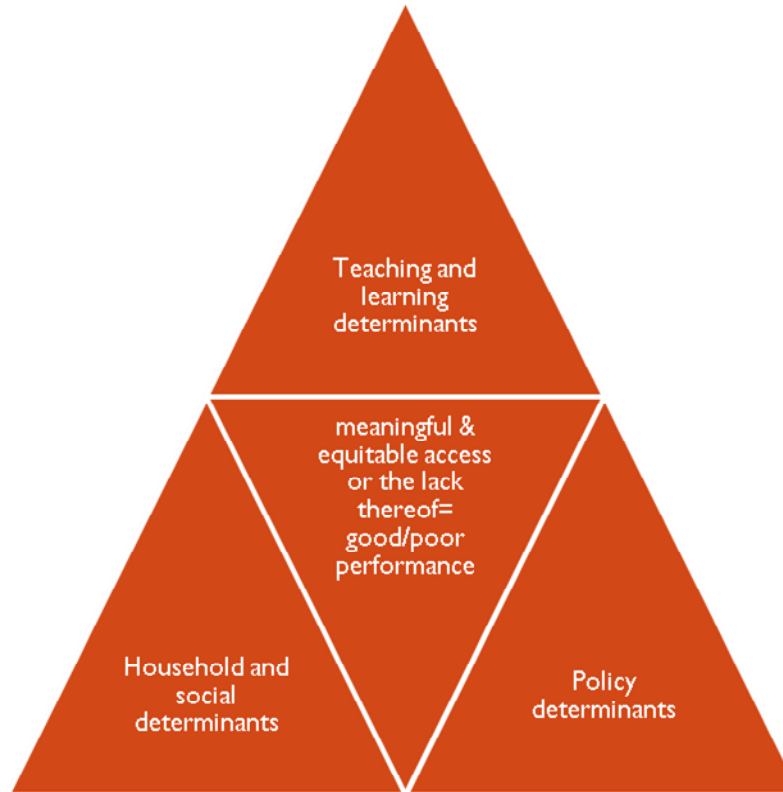 Teaching and
learning
determinants
meaningful &
equitable access
or the lack
thereof=
good/poor
performance
Household and
social
determinants
Policy
determinants